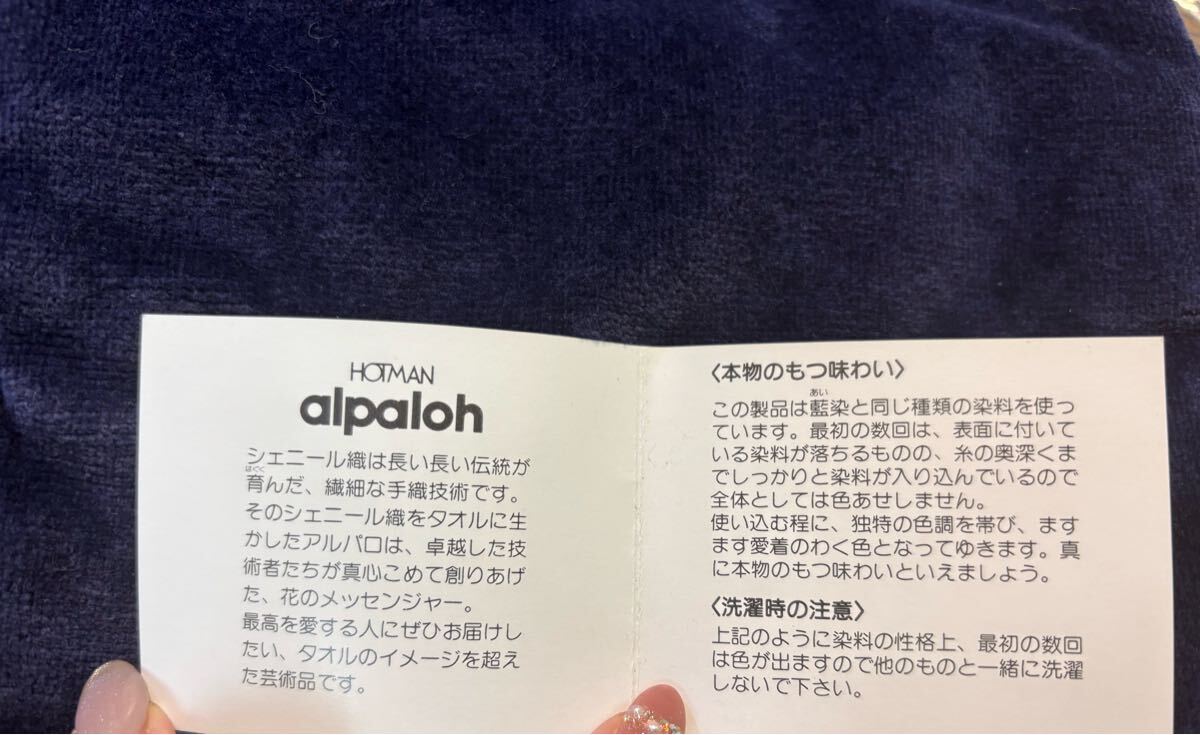 HOTMAN
alpaloh
シェニール織は長い長い伝統が
はぐく
育んだ、繊細な手織技術です。
そのシェニール織をタオルに生
かしたアルパロは、卓越した技
術者たちが真心こめて創りあげ
た、花のメッセンジャー。
最高を愛する人にぜひお届けし
たい、タオルのイメージを超え
た芸術品です。
〈本物のもつ味わい〉
あい
この製品は藍染と同じ種類の染料を使っ
ています。最初の数回は、表面に付いて
いる染料が落ちるものの、糸の奥深くま
でしっかりと染料が入り込んでいるので
全体としては色あせしません。
使い込む程に、独特の色調を帯び、ます
ます愛着のわく色となってゆきます。真
に本物のもつ味わいといえましょう。
〈洗濯時の注意〉
上記のように染料の性格上、最初の数回
は色が出ますので他のものと一緒に洗濯
しないで下さい。